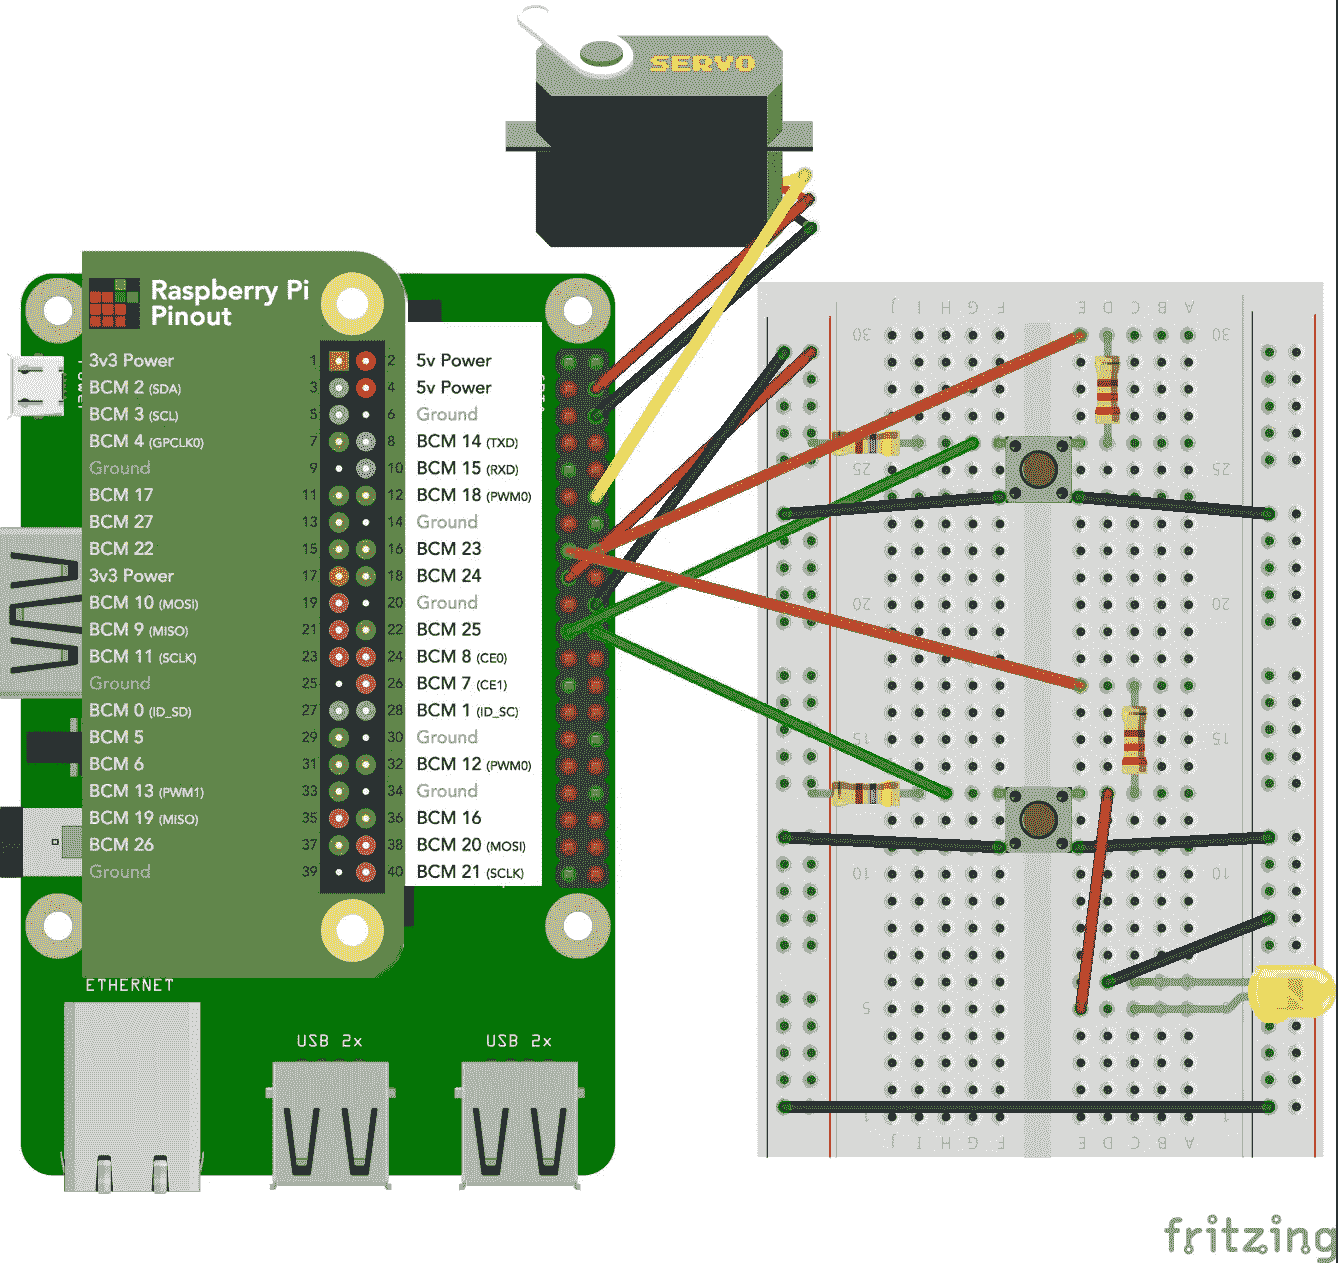 SERVO
Raspberry Pi
Pinout
3v3 Power 1 2 5v Power
BCM 2 (SDA) 3 4 5v Power
BCM 3 (SCL) 5 6 Ground
BCM 4 (GPCLK0) 7 8 BCM 14 (TXD)
Ground 9 10 BCM 15 (RXD)
BCM 17 11 12 BCM 18 (PWM0)
BCM 27 13 14 Ground
BCM 22 15 16 BCM 23
3v3 Power 17 18 BCM 24
BCM 10 (MOSI) 19 20 Ground
BCM 9 (MISO) 21 22 BCM 25
BCM 11 (SCLK) 23 24 BCM 8 (CE0)
Ground 25 26 BCM 7 (CE1)
BCM 0 (ID_SD) 27 28 BCM 1 (ID_SC)
BCM 5 29 30 Ground
BCM 6 31 32 BCM 12 (PWM0)
BCM 13 (PWM1) 33 34 Ground
BCM 19 (MISO) 35 36 BCM 16
BCM 26 37 38 BCM 20 (MOSI)
Ground 39 40 BCM 21 (SCLK)
ETHERNET
USB 2x
USB 2x
J I H G F E D C B A
30 30
25 25
20 20
15 15
10 10
5
1 1
J I H G F E D C B A
fritzing